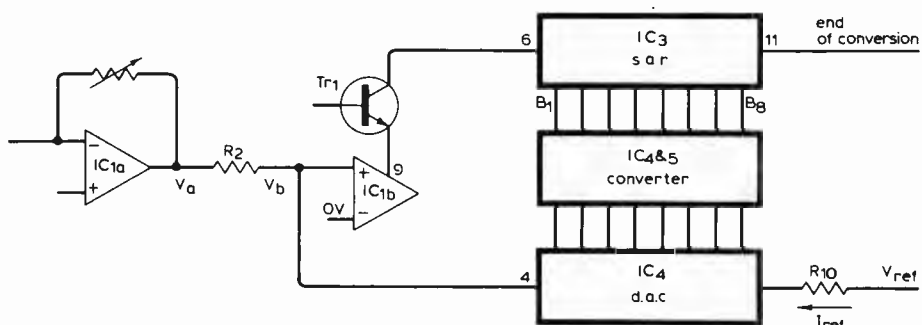 6
IC3
s a r
11
end
of conversion
Tr1
B1
B8
−
IC1a
+
Va
R2
Vb
9
+
IC1b
0V
−
IC4&5
converter
4
IC4
d.a.c
R10
Vref
Iref